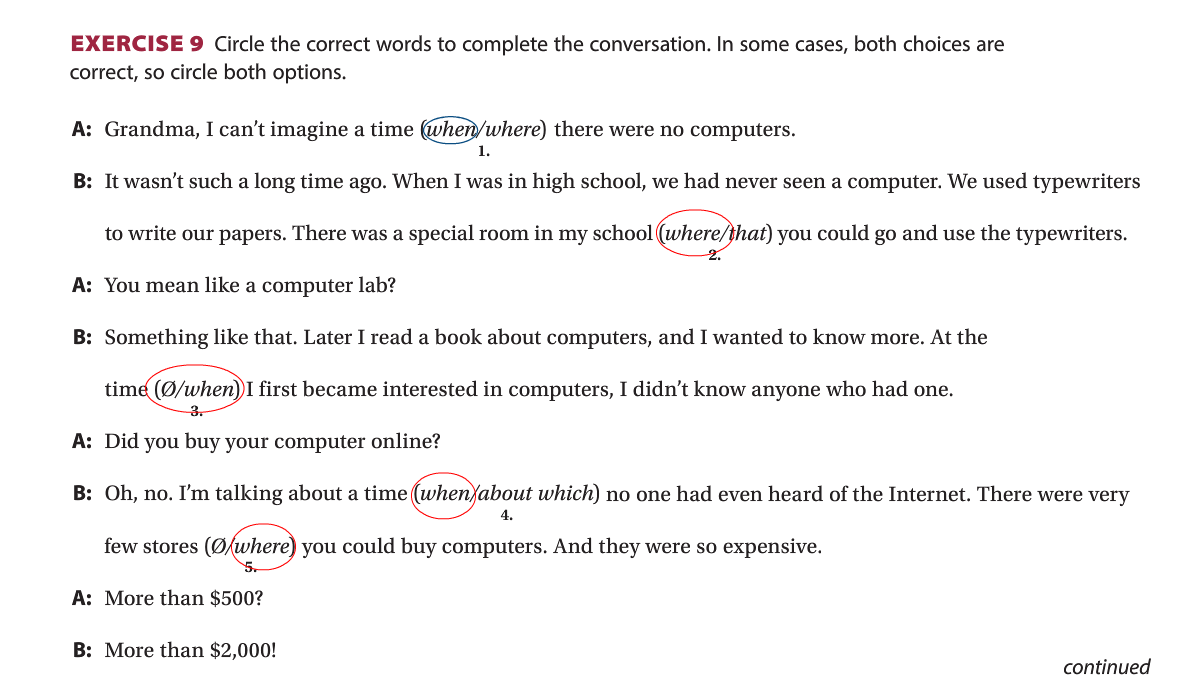 EXERCISE 9 Circle the correct words to complete the conversation. In some cases, both choices are
correct, so circle both options.
A: Grandma, I can't imagine a time (when/where) there were no computers.
1.
B: It wasn't such a long time ago. When I was in high school, we had never seen a computer. We used typewriters
to write our papers. There was a special room in my school (where/that) you could go and use the typewriters.
2.
A: You mean like a computer lab?
B: Something like that. Later I read a book about computers, and I wanted to know more. At the
time (Ø/when) I first became interested in computers, I didn't know anyone who had one.
3.
A: Did you buy your computer online?
B: Oh, no. I'm talking about a time (when/about which) no one had even heard of the Internet. There were very
4.
few stores (Ø/where) you could buy computers. And they were so expensive.
5.
A: More than $500?
B: More than $2,000!
continued